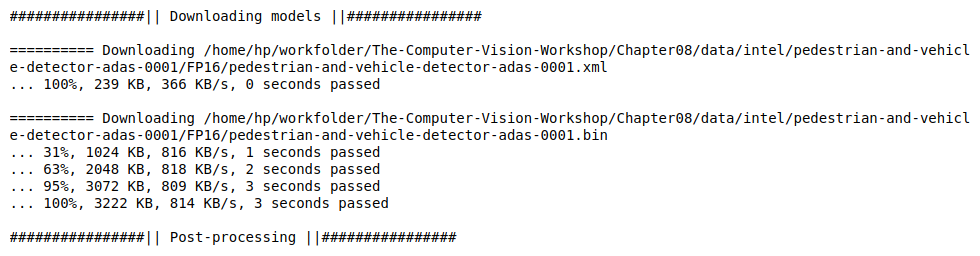 ################|| Downloading models ||################
========== Downloading /home/hp/workfolder/The-Computer-Vision-Workshop/Chapter08/data/intel/pedestrian-and-vehicl
e-detector-adas-0001/FP16/pedestrian-and-vehicle-detector-adas-0001.xml
... 100%, 239 KB, 366 KB/s, 0 seconds passed
========== Downloading /home/hp/workfolder/The-Computer-Vision-Workshop/Chapter08/data/intel/pedestrian-and-vehicl
e-detector-adas-0001/FP16/pedestrian-and-vehicle-detector-adas-0001.bin
... 31%, 1024 KB, 816 KB/s, 1 seconds passed
... 63%, 2048 KB, 818 KB/s, 2 seconds passed
... 95%, 3072 KB, 809 KB/s, 3 seconds passed
... 100%, 3222 KB, 814 KB/s, 3 seconds passed
################|| Post-processing ||################